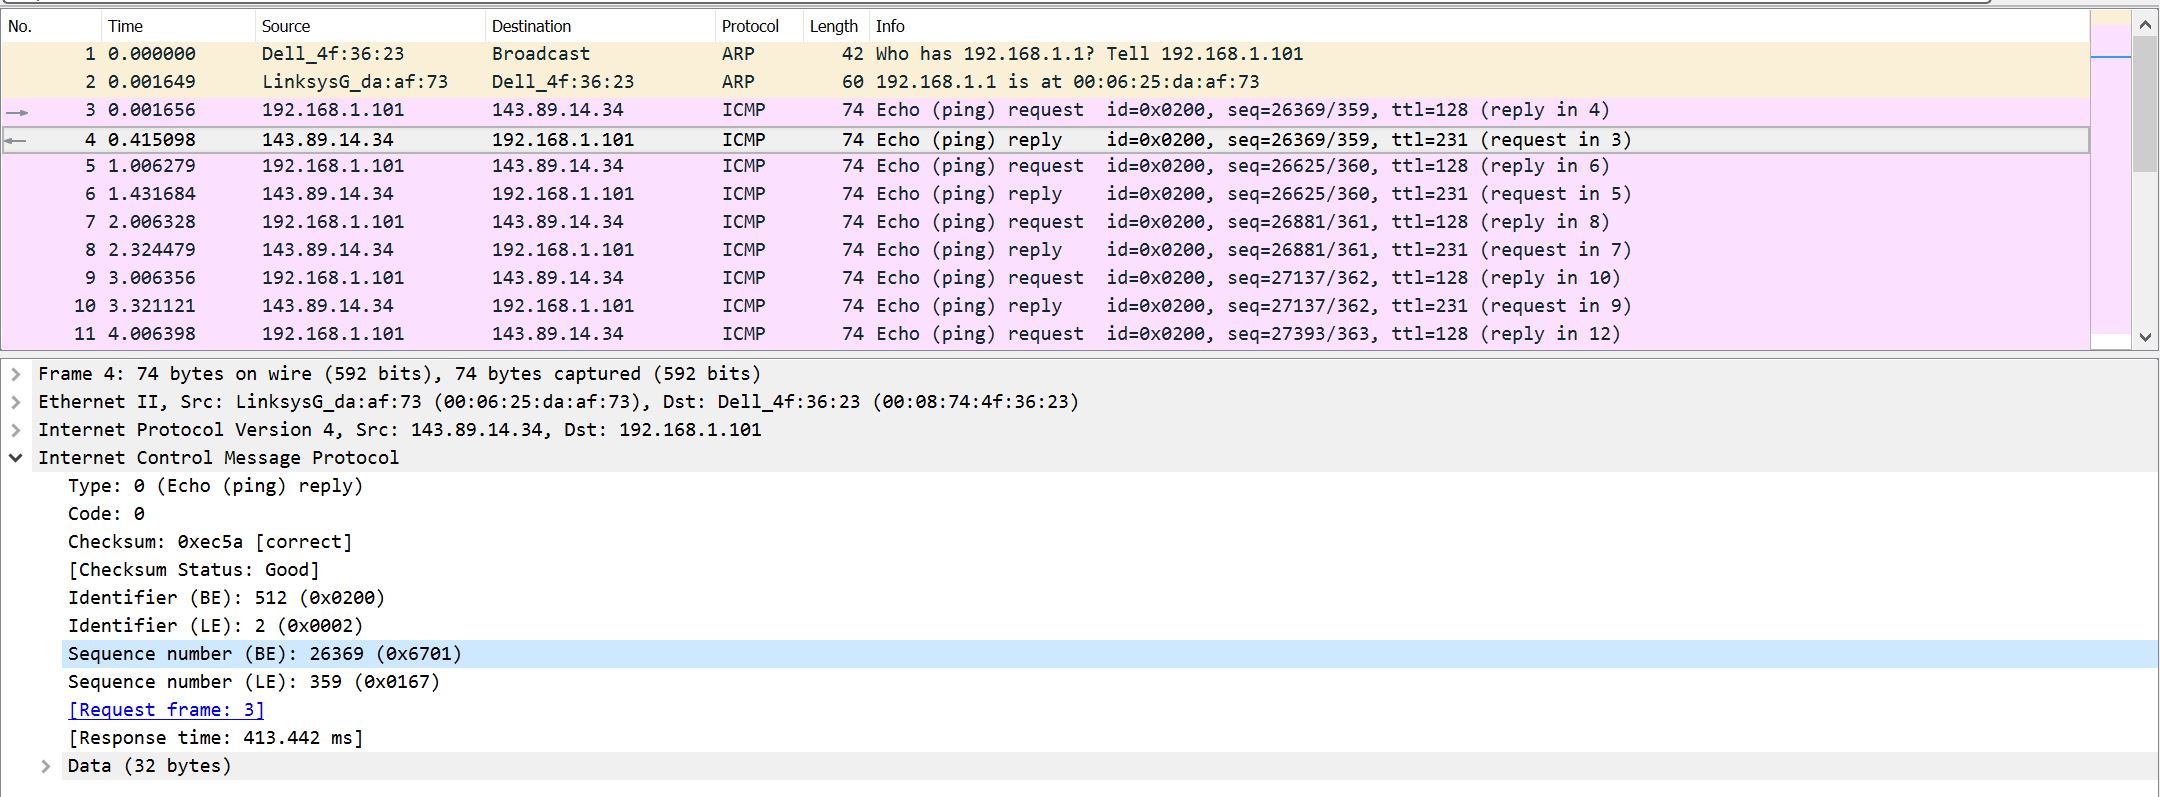 No. Time Source Destination Protocol Length Info
1 0.000000 Dell_4f:36:23 Broadcast ARP 42 Who has 192.168.1.1? Tell 192.168.1.101
2 0.001649 LinksysG_da:af:73 Dell_4f:36:23 ARP 60 192.168.1.1 is at 00:06:25:da:af:73
3 0.001656 192.168.1.101 143.89.14.34 ICMP 74 Echo (ping) request id=0x0200, seq=26369/359, ttl=128 (reply in 4)
4 0.415098 143.89.14.34 192.168.1.101 ICMP 74 Echo (ping) reply id=0x0200, seq=26369/359, ttl=231 (request in 3)
5 1.006279 192.168.1.101 143.89.14.34 ICMP 74 Echo (ping) request id=0x0200, seq=26625/360, ttl=128 (reply in 6)
6 1.431684 143.89.14.34 192.168.1.101 ICMP 74 Echo (ping) reply id=0x0200, seq=26625/360, ttl=231 (request in 5)
7 2.006328 192.168.1.101 143.89.14.34 ICMP 74 Echo (ping) request id=0x0200, seq=26881/361, ttl=128 (reply in 8)
8 2.324479 143.89.14.34 192.168.1.101 ICMP 74 Echo (ping) reply id=0x0200, seq=26881/361, ttl=231 (request in 7)
9 3.006356 192.168.1.101 143.89.14.34 ICMP 74 Echo (ping) request id=0x0200, seq=27137/362, ttl=128 (reply in 10)
10 3.321121 143.89.14.34 192.168.1.101 ICMP 74 Echo (ping) reply id=0x0200, seq=27137/362, ttl=231 (request in 9)
11 4.006398 192.168.1.101 143.89.14.34 ICMP 74 Echo (ping) request id=0x0200, seq=27393/363, ttl=128 (reply in 12)
Frame 4: 74 bytes on wire (592 bits), 74 bytes captured (592 bits)
Ethernet II, Src: LinksysG_da:af:73 (00:06:25:da:af:73), Dst: Dell_4f:36:23 (00:08:74:4f:36:23)
Internet Protocol Version 4, Src: 143.89.14.34, Dst: 192.168.1.101
Internet Control Message Protocol
Type: 0 (Echo (ping) reply)
Code: 0
Checksum: 0xec5a [correct]
[Checksum Status: Good]
Identifier (BE): 512 (0x0200)
Identifier (LE): 2 (0x0002)
Sequence number (BE): 26369 (0x6701)
Sequence number (LE): 359 (0x0167)
[Request frame: 3]
[Response time: 413.442 ms]
Data (32 bytes)